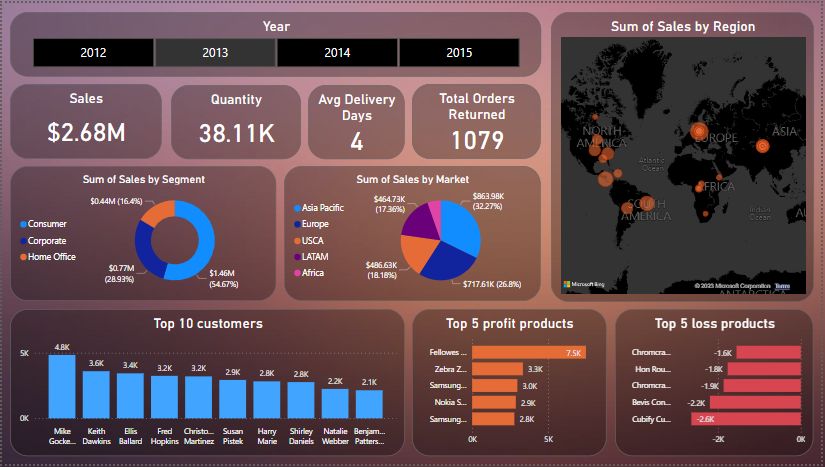 Year
2012
2013
2014
2015
Sales
$2.68M
Quantity
38.11K
Avg Delivery
Days
4
Total Orders
Returned
1079
Sum of Sales by Region
NORTH
AMERICA
EUROPE
ASIA
Atlantic
Ocean
AFRICA
SOUTH
AMERICA
Indian
Ocean
AU
Microsoft Bing
© 2023 Microsoft Corporation Terms
ANTARCTICA
Sum of Sales by Segment
Consumer
Corporate
Home Office
$0.44M (16.4%)
$0.77M
(28.93%)
$1.46M
(54.67%)
Sum of Sales by Market
Asia Pacific
Europe
USCA
LATAM
Africa
$464.73K
(17.36%)
$863.98K
(32.27%)
$486.63K
(18.18%)
$717.61K (26.8%)
Top 10 customers
5K
0K
4.8K
3.6K
3.4K
3.2K
3.2K
2.9K
2.8K
2.8K
2.2K
2.1K
Mike
Gocke...
Keith
Dawkins
Ellis
Ballard
Fred
Hopkins
Christo...
Martinez
Susan
Pistek
Harry
Marie
Shirley
Daniels
Natalie
Webber
Benjam...
Patters...
Top 5 profit products
Fellowes ...
7.5K
Zebra Z...
3.3K
Samsung...
3.0K
Nokia S...
2.9K
Samsung...
2.8K
0K
5K
Top 5 loss products
Chromcra...
-1.6K
Hon Rou...
-1.8K
Chromcra...
-1.9K
Bevis Con...
-2.2K
Cubify Cu...
-2.6K
-2K
0K